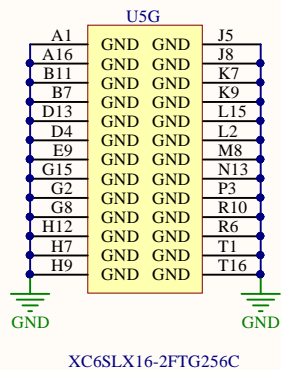 U5G
A1 GND GND J5
A16 GND GND J8
B11 GND GND K7
B7 GND GND K9
D13 GND GND L15
D4 GND GND L2
E9 GND GND M8
G15 GND GND N13
G2 GND GND P3
G8 GND GND R10
H12 GND GND R6
H7 GND GND T1
H9 GND GND T16
GND GND
XC6SLX16-2FTG256C